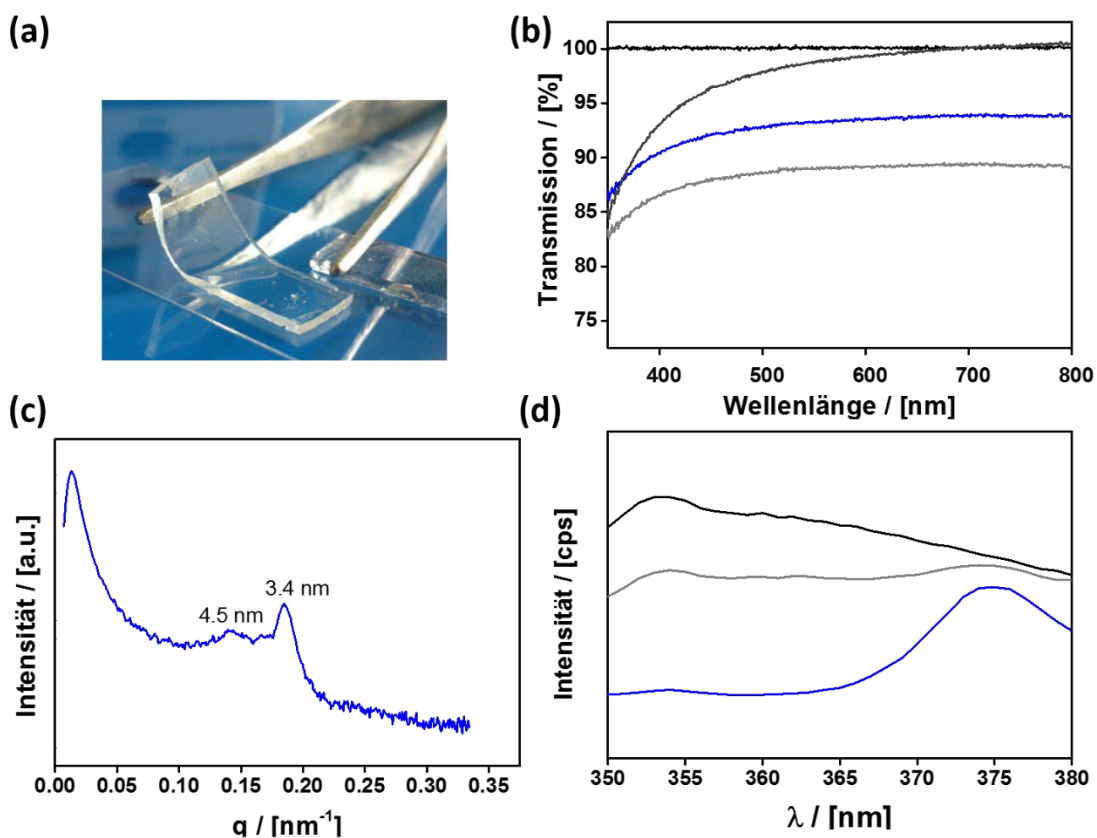 (a)
(b)
100
95
90
85
80
75
Transmission / [%]
400 500 600 700 800
Wellenlänge / [nm]
(c)
(d)
Intensität / [a.u.]
4.5 nm
3.4 nm
0.00 0.05 0.10 0.15 0.20 0.25 0.30 0.35
q / [nm⁻¹]
Intensität / [cps]
350 355 360 365 370 375 380
λ / [nm]